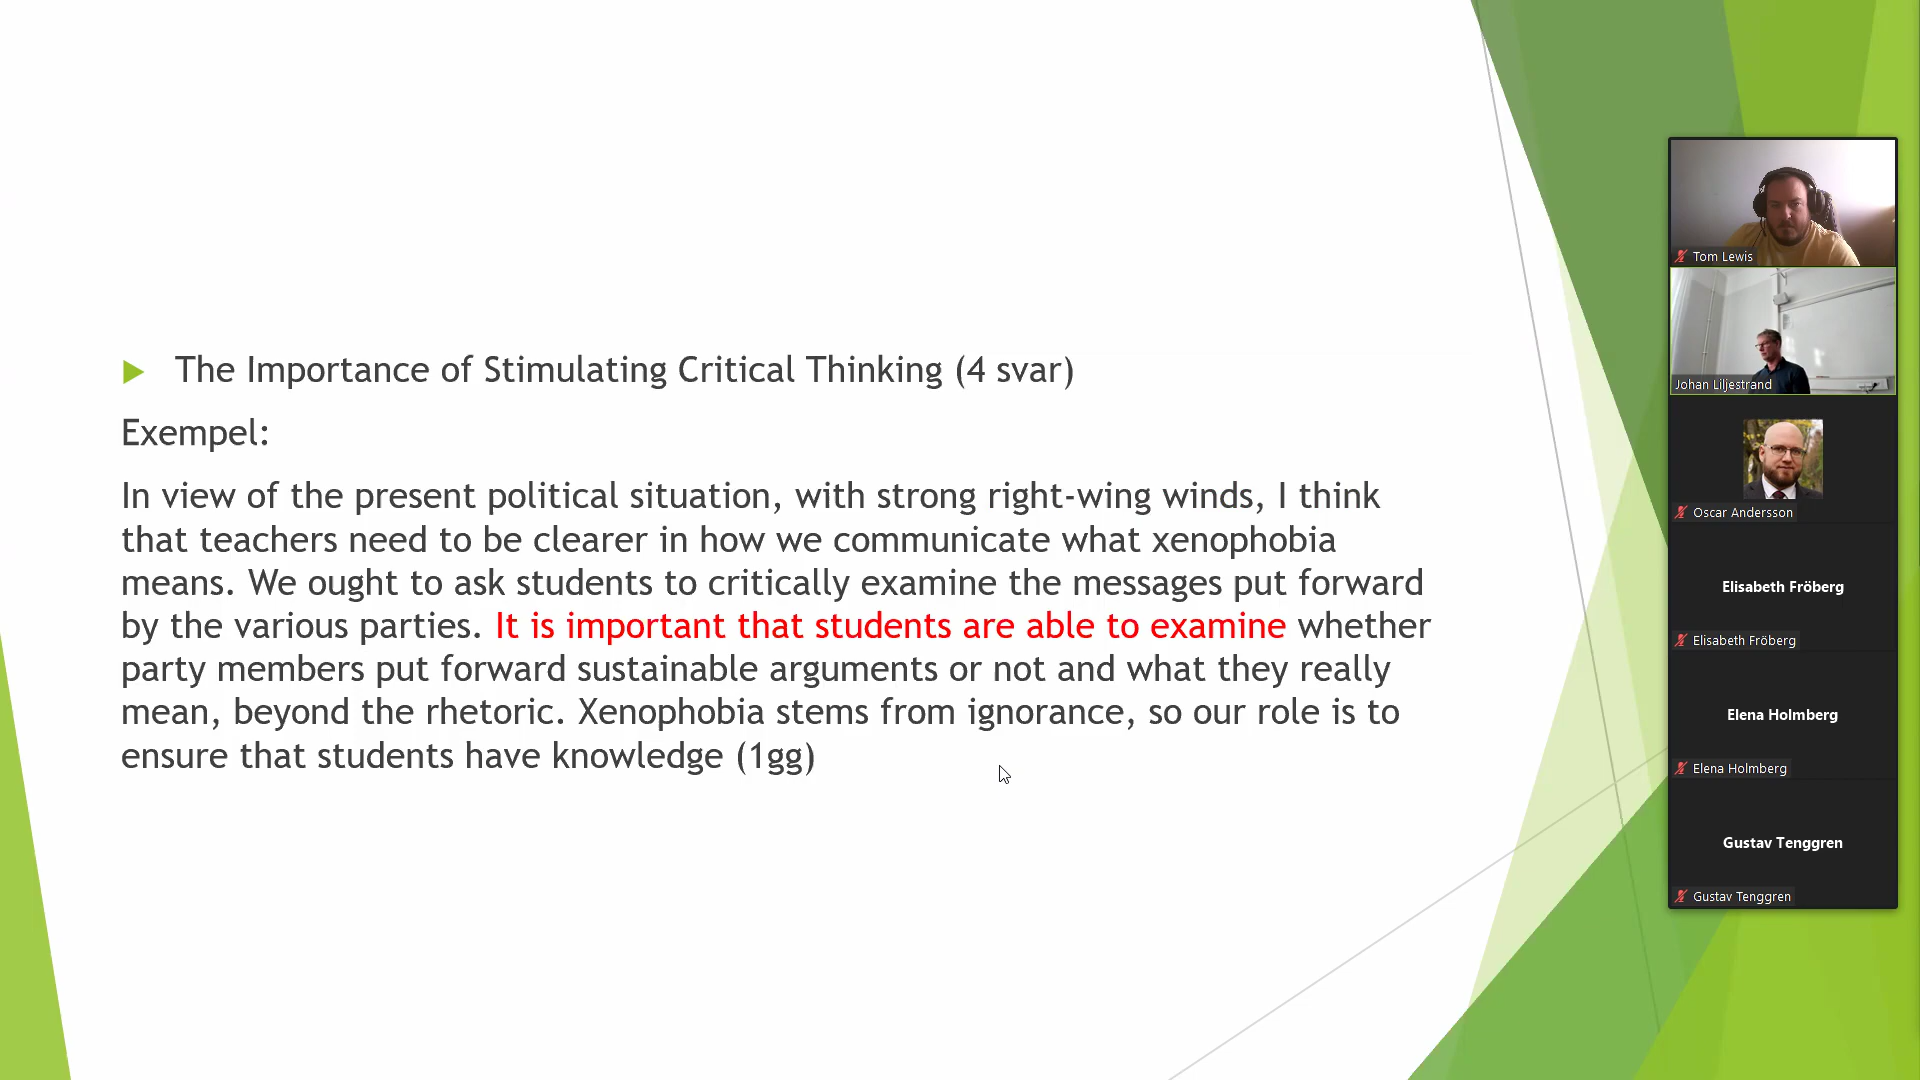 The Importance of Stimulating Critical Thinking (4 svar)
Exempel:
In view of the present political situation, with strong right-wing winds, I think
that teachers need to be clearer in how we communicate what xenophobia
means. We ought to ask students to critically examine the messages put forward
by the various parties. It is important that students are able to examine whether
party members put forward sustainable arguments or not and what they really
mean, beyond the rhetoric. Xenophobia stems from ignorance, so our role is to
ensure that students have knowledge (1gg)
Tom Lewis
Johan Liljestrand
Oscar Andersson
Elisabeth Fröberg
Elisabeth Fröberg
Elena Holmberg
Elena Holmberg
Gustav Tenggren
Gustav Tenggren